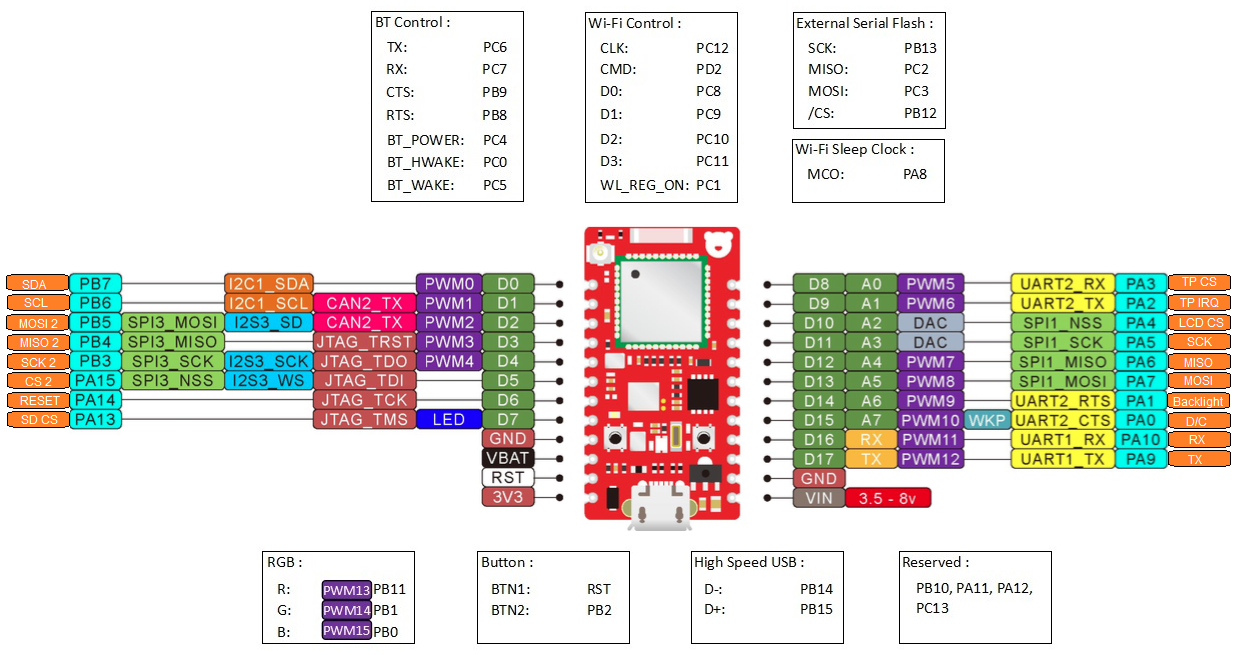 BT Control :
TX: PC6
RX: PC7
CTS: PB9
RTS: PB8
BT_POWER: PC4
BT_HWAKE: PC0
BT_WAKE: PC5
Wi-Fi Control :
CLK: PC12
CMD: PD2
D0: PC8
D1: PC9
D2: PC10
D3: PC11
WL_REG_ON: PC1
External Serial Flash :
SCK: PB13
MISO: PC2
MOSI: PC3
/CS: PB12
Wi-Fi Sleep Clock :
MCO: PA8
SDA PB7 I2C1_SDA PWM0 D0
SCL PB6 I2C1_SCL CAN2_TX PWM1 D1
MOSI 2 PB5 SPI3_MOSI I2S3_SD CAN2_TX PWM2 D2
MISO 2 PB4 SPI3_MISO JTAG_TRST PWM3 D3
SCK 2 PB3 SPI3_SCK I2S3_SCK JTAG_TDO PWM4 D4
CS 2 PA15 SPI3_NSS I2S3_WS JTAG_TDI D5
RESET PA14 JTAG_TCK D6
SD CS PA13 JTAG_TMS LED D7
GND
VBAT
RST
3V3
D8 A0 PWM5 UART2_RX PA3 TP CS
D9 A1 PWM6 UART2_TX PA2 TP IRQ
D10 A2 DAC SPI1_NSS PA4 LCD CS
D11 A3 DAC SPI1_SCK PA5 SCK
D12 A4 PWM7 SPI1_MISO PA6 MISO
D13 A5 PWM8 SPI1_MOSI PA7 MOSI
D14 A6 PWM9 UART2_RTS PA1 Backlight
D15 A7 PWM10 WKP UART2_CTS PA0 D/C
D16 RX PWM11 UART1_RX PA10 RX
D17 TX PWM12 UART1_TX PA9 TX
GND
VIN 3.5 - 8v
RGB :
R: PWM13 PB11
G: PWM14 PB1
B: PWM15 PB0
Button :
BTN1: RST
BTN2: PB2
High Speed USB :
D-: PB14
D+: PB15
Reserved :
PB10, PA11, PA12,
PC13